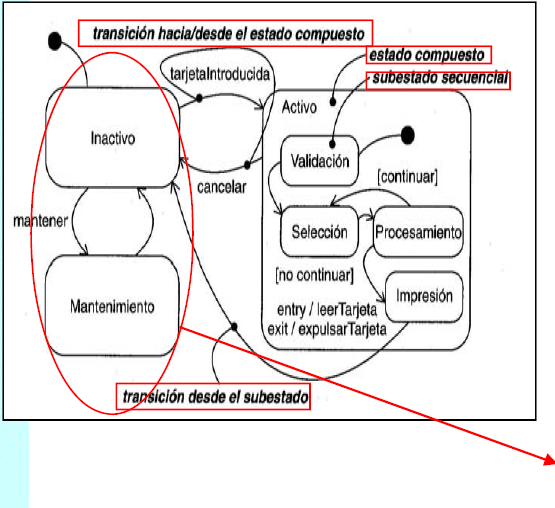 transición hacia/desde el estado compuesto
estado compuesto
tarjetaIntroducida
subestado secuencial
Activo
Inactivo
Validación
[continuar]
cancelar
mantener
Selección
Procesamiento
[no continuar]
Impresión
Mantenimiento
entry / leerTarjeta
exit / expulsarTarjeta
transición desde el subestado